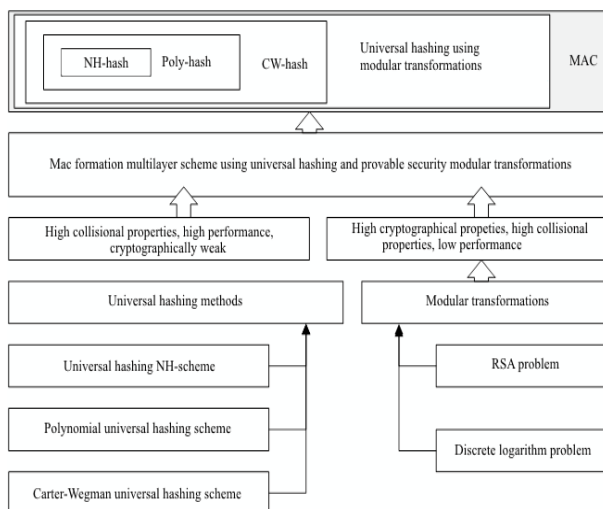 NH-hash
Poly-hash
CW-hash
Universal hashing using
modular transformations
MAC
Mac formation multilayer scheme using universal hashing and provable security modular transformations
High collisional properties, high performance,
cryptographically weak
High cryptographical propeties, high collisional
properties, low performance
Universal hashing methods
Modular transformations
Universal hashing NH-scheme
RSA problem
Polynomial universal hashing scheme
Discrete logarithm problem
Carter-Wegman universal hashing scheme